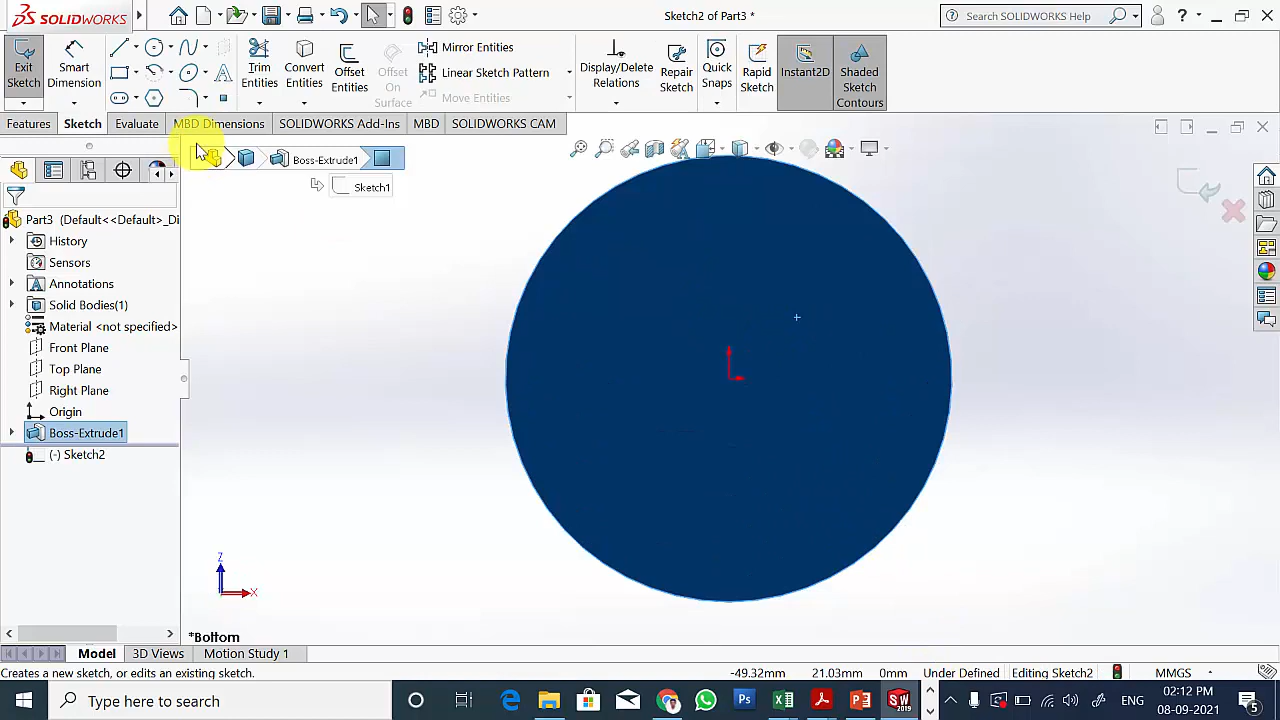 SOLIDWORKS
Sketch2 of Part3 *
Search SOLIDWORKS Help
?
Exit Sketch
Smart Dimension
Trim Entities
Convert Entities
Offset Entities
Offset On Surface
Mirror Entities
Linear Sketch Pattern
Move Entities
Display/Delete Relations
Repair Sketch
Quick Snaps
Rapid Sketch
Instant2D
Shaded Sketch Contours
Features
Sketch
Evaluate
MBD Dimensions
SOLIDWORKS Add-Ins
MBD
SOLIDWORKS CAM
Boss-Extrude1
Sketch1
Part3 (Default<<Default>_Di
History
Sensors
Annotations
Solid Bodies(1)
Material <not specified>
Front Plane
Top Plane
Right Plane
Origin
Boss-Extrude1
(-) Sketch2
Z
X
*Bottom
Model
3D Views
Motion Study 1
Creates a new sketch, or edits an existing sketch.
-49.32mm
21.03mm
0mm
Under Defined
Editing Sketch2
MMGS
Type here to search
ENG
02:12 PM
08-09-2021
5